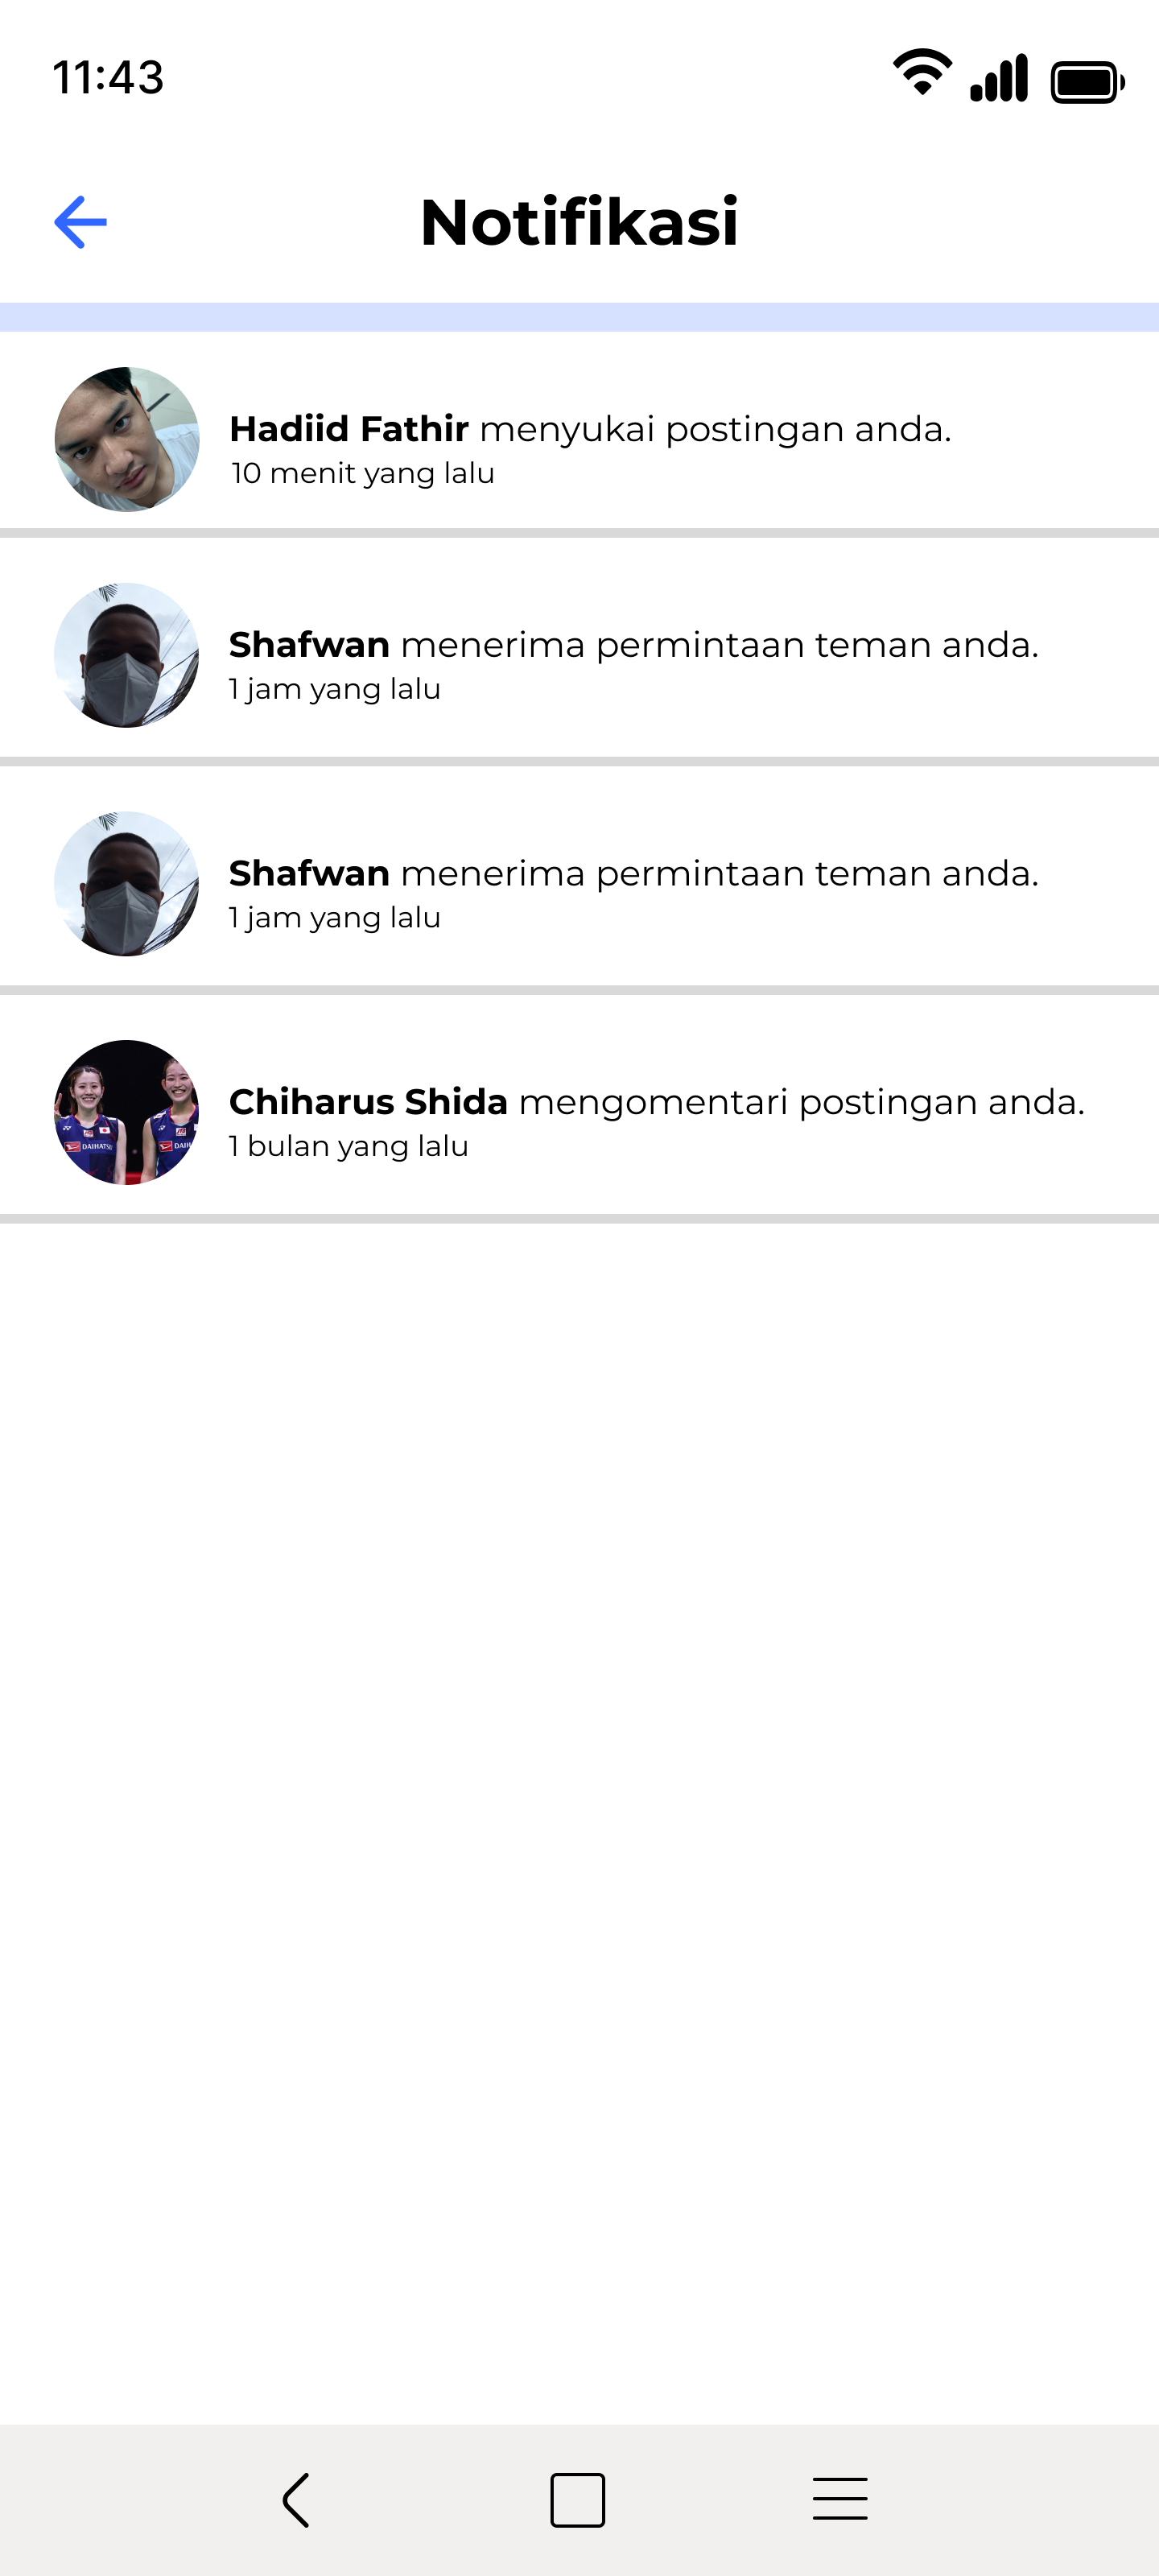 11:43
Notifikasi
Hadiid Fathir menyukai postingan anda.
10 menit yang lalu
Shafwan menerima permintaan teman anda.
1 jam yang lalu
Shafwan menerima permintaan teman anda.
1 jam yang lalu
Chiharus Shida mengomentari postingan anda.
1 bulan yang lalu
DAIHATSU
DAIH